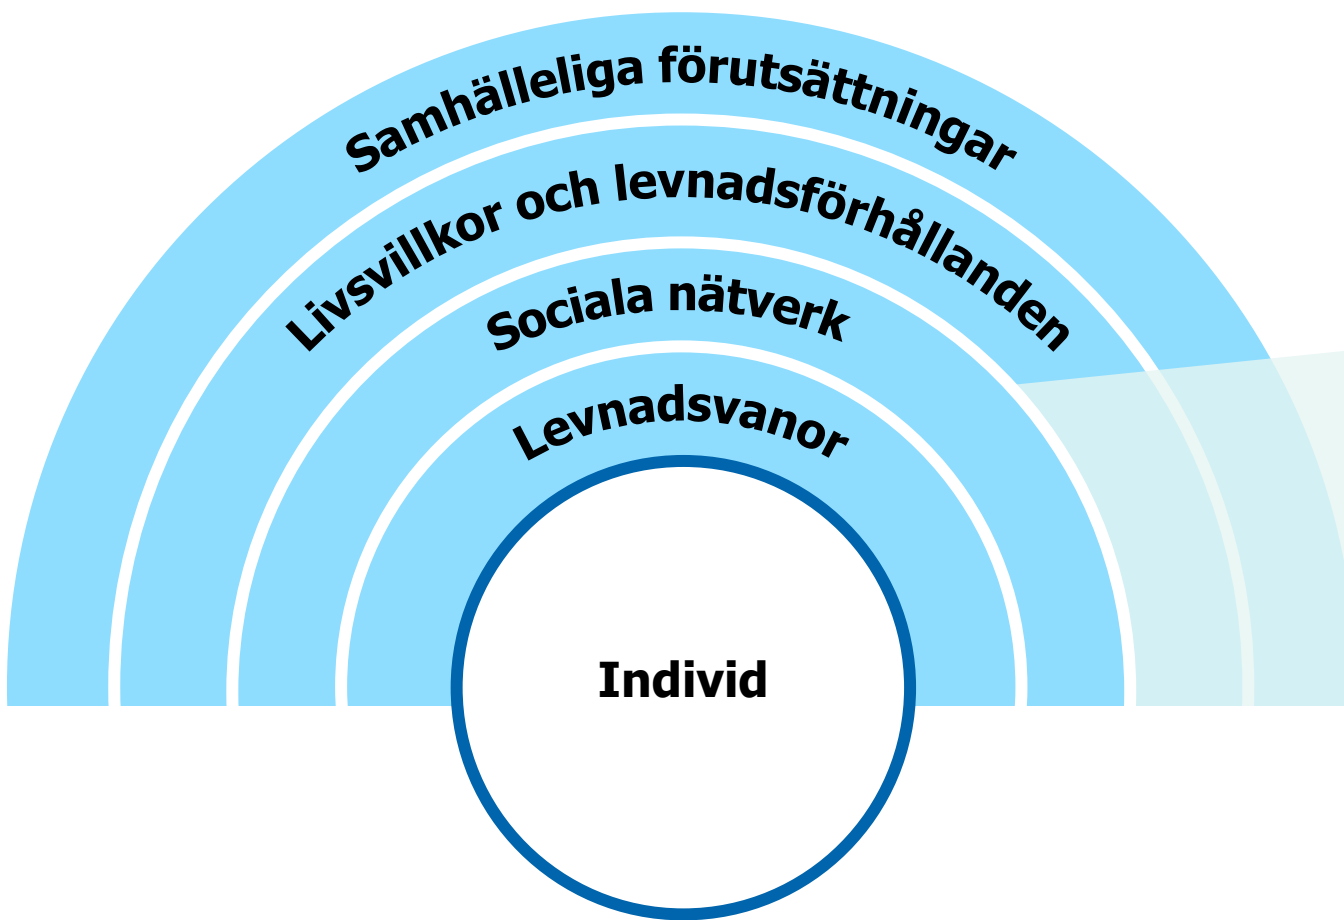 Samhälleliga förutsättningar
Livsvillkor och levnadsförhållanden
Sociala nätverk
Levnadsvanor
Individ